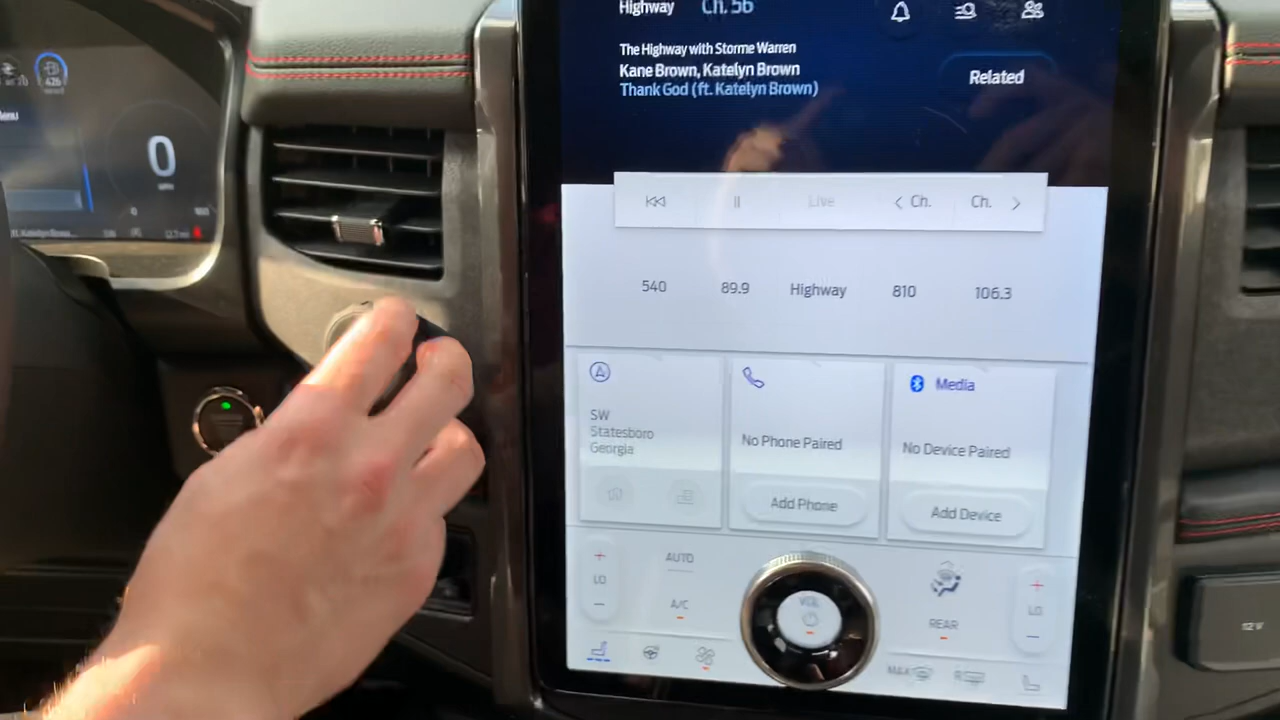 Highway Ch. 56
The Highway with Storme Warren
Kane Brown, Katelyn Brown
Thank God (ft. Katelyn Brown)
Related
Live
Ch.
Ch.
540 89.9 Highway 810 106.3
SW
Statesboro
Georgia
No Phone Paired
Add Phone
Media
No Device Paired
Add Device
LO
AUTO
A/C
VOL
REAR
LO
MAX
R
0
12V